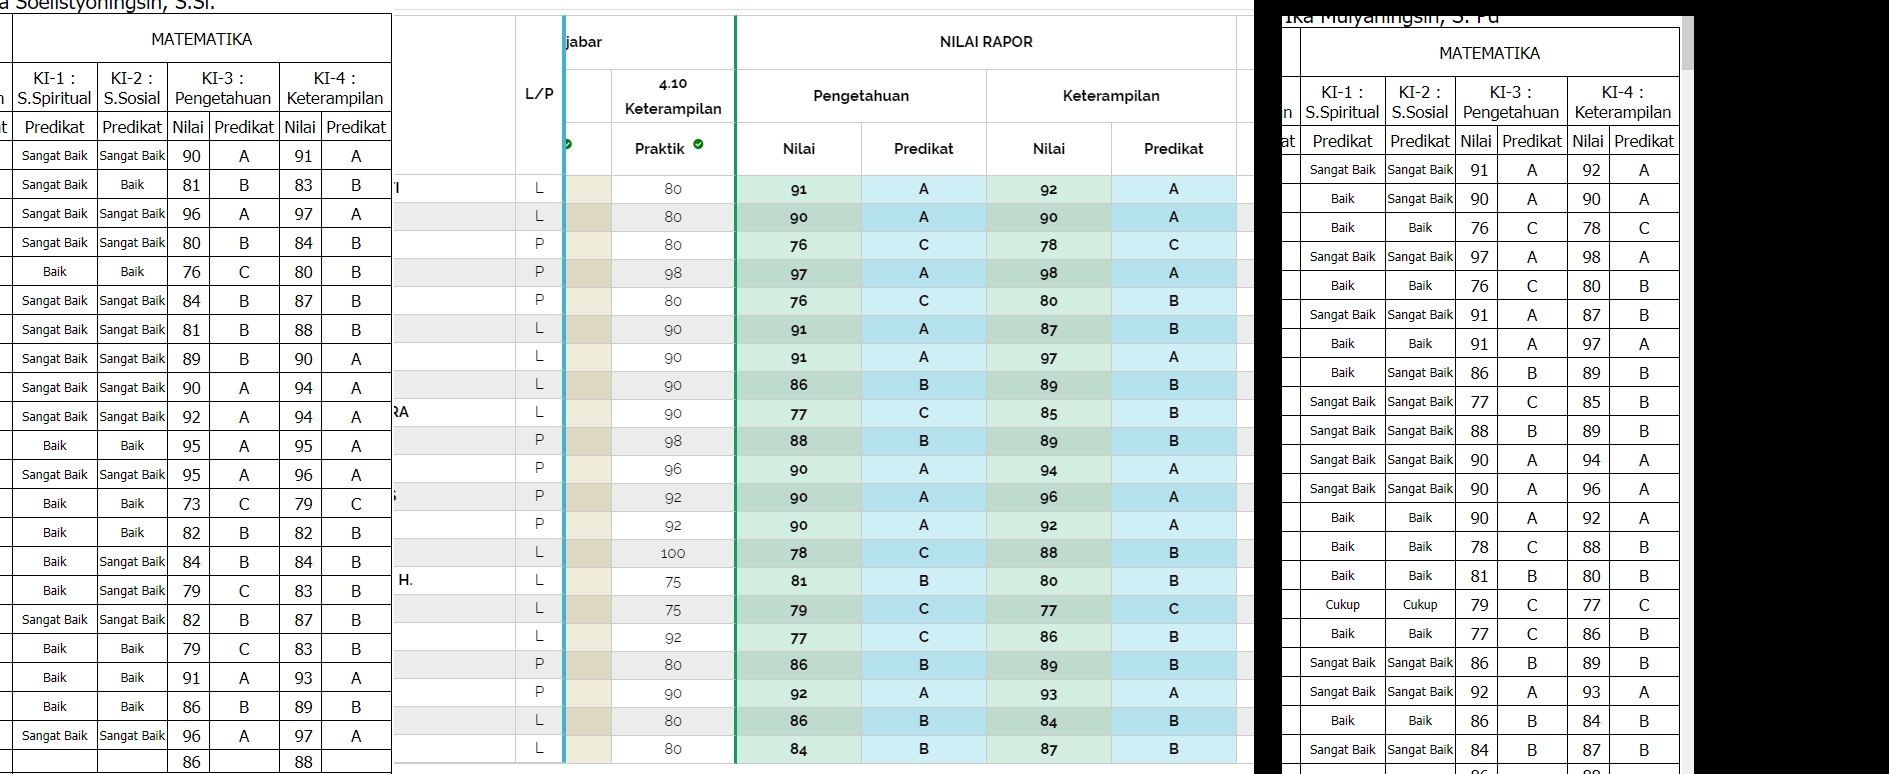 a Soelistyoningsih, S.Si.
MATEMATIKA
KI-1 : KI-2 : KI-3 : KI-4 :
S.Spiritual S.Sosial Pengetahuan Keterampilan
Predikat Predikat Nilai Predikat Nilai Predikat
Sangat Baik Sangat Baik 90 A 91 A
Sangat Baik Baik 81 B 83 B
Sangat Baik Sangat Baik 96 A 97 A
Sangat Baik Sangat Baik 80 B 84 B
Baik Baik 76 C 80 B
Sangat Baik Sangat Baik 84 B 87 B
Sangat Baik Sangat Baik 81 B 88 B
Sangat Baik Sangat Baik 89 B 90 A
Sangat Baik Sangat Baik 90 A 94 A
Sangat Baik Sangat Baik 92 A 94 A
Baik Baik 95 A 95 A
Sangat Baik Sangat Baik 95 A 96 A
Baik Baik 73 C 79 C
Baik Baik 82 B 82 B
Baik Sangat Baik 84 B 84 B
Baik Sangat Baik 79 C 83 B
Sangat Baik Sangat Baik 82 B 87 B
Baik Baik 79 C 83 B
Baik Baik 91 A 93 A
Baik Baik 86 B 89 B
Sangat Baik Sangat Baik 96 A 97 A
86 88
jabar NILAI RAPOR
L/P 4.10 Keterampilan Pengetahuan Keterampilan
Praktik Nilai Predikat Nilai Predikat
L 80 91 A 92 A
L 80 90 A 90 A
P 80 76 C 78 C
P 98 97 A 98 A
P 80 76 C 80 B
L 90 91 A 87 B
L 90 91 A 97 A
L 90 86 B 89 B
RA L 90 77 C 85 B
P 98 88 B 89 B
P 96 90 A 94 A
P 92 90 A 96 A
P 92 90 A 92 A
L 100 78 C 88 B
H. L 75 81 B 80 B
L 75 79 C 77 C
L 92 77 C 86 B
P 80 86 B 89 B
P 90 92 A 93 A
L 80 86 B 84 B
L 80 84 B 87 B
ika Mulyaningsih, S. Pd
MATEMATIKA
KI-1 : KI-2 : KI-3 : KI-4 :
n S.Spiritual S.Sosial Pengetahuan Keterampilan
at Predikat Predikat Nilai Predikat Nilai Predikat
Sangat Baik Sangat Baik 91 A 92 A
Baik Sangat Baik 90 A 90 A
Baik Baik 76 C 78 C
Sangat Baik Sangat Baik 97 A 98 A
Baik Baik 76 C 80 B
Sangat Baik Sangat Baik 91 A 87 B
Baik Baik 91 A 97 A
Baik Sangat Baik 86 B 89 B
Sangat Baik Sangat Baik 77 C 85 B
Sangat Baik Sangat Baik 88 B 89 B
Sangat Baik Sangat Baik 90 A 94 A
Sangat Baik Sangat Baik 90 A 96 A
Baik Baik 90 A 92 A
Baik Baik 78 C 88 B
Baik Baik 81 B 80 B
Cukup Cukup 79 C 77 C
Baik Baik 77 C 86 B
Sangat Baik Sangat Baik 86 B 89 B
Sangat Baik Sangat Baik 92 A 93 A
Baik Baik 86 B 84 B
Sangat Baik Sangat Baik 84 B 87 B